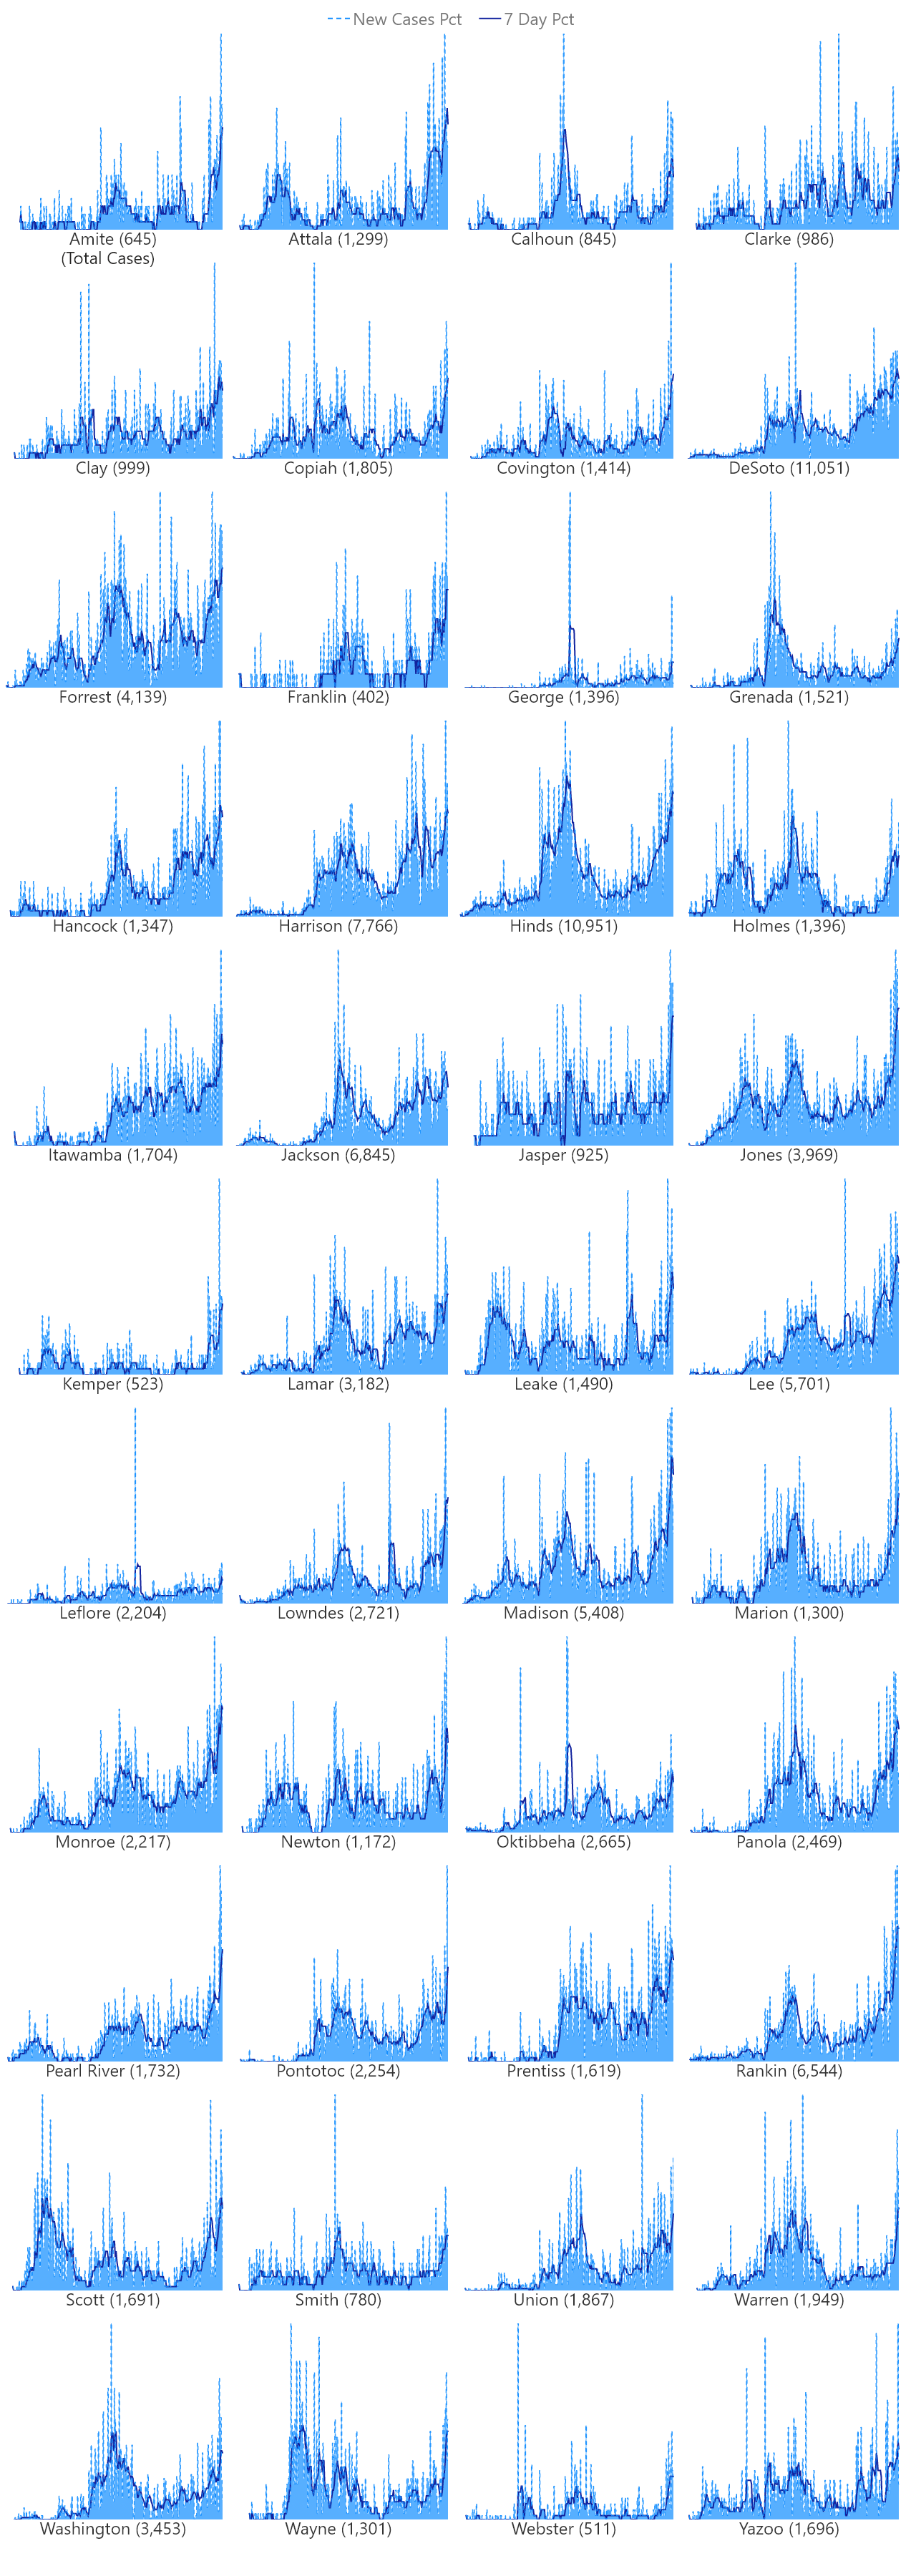 New Cases Pct 7 Day Pct
Amite (645) Attala (1,299) Calhoun (845) Clarke (986)
(Total Cases)
Clay (999) Copiah (1,805) Covington (1,414) DeSoto (11,051)
Forrest (4,139) Franklin (402) George (1,396) Grenada (1,521)
Hancock (1,347) Harrison (7,766) Hinds (10,951) Holmes (1,396)
Itawamba (1,704) Jackson (6,845) Jasper (925) Jones (3,969)
Kemper (523) Lamar (3,182) Leake (1,490) Lee (5,701)
Leflore (2,204) Lowndes (2,721) Madison (5,408) Marion (1,300)
Monroe (2,217) Newton (1,172) Oktibbeha (2,665) Panola (2,469)
Pearl River (1,732) Pontotoc (2,254) Prentiss (1,619) Rankin (6,544)
Scott (1,691) Smith (780) Union (1,867) Warren (1,949)
Washington (3,453) Wayne (1,301) Webster (511) Yazoo (1,696)